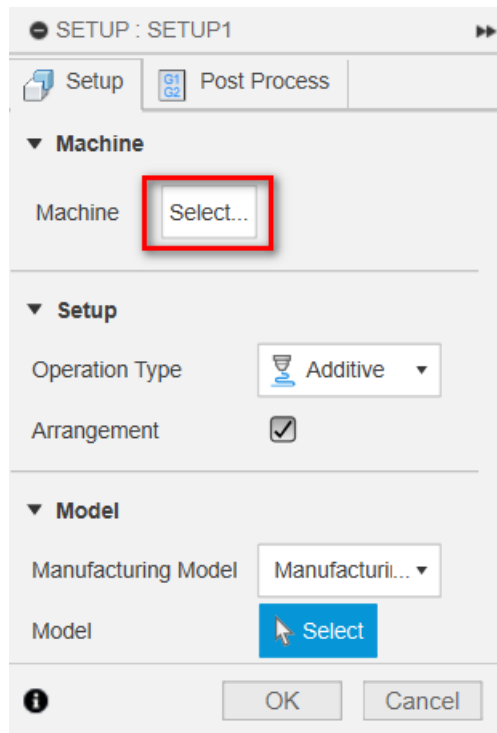 SETUP : SETUP1
Setup
G1
G2
Post Process
Machine
Machine Select...
Setup
Operation Type Additive
Arrangement
Model
Manufacturing Model Manufacturi...
Model Select
OK Cancel